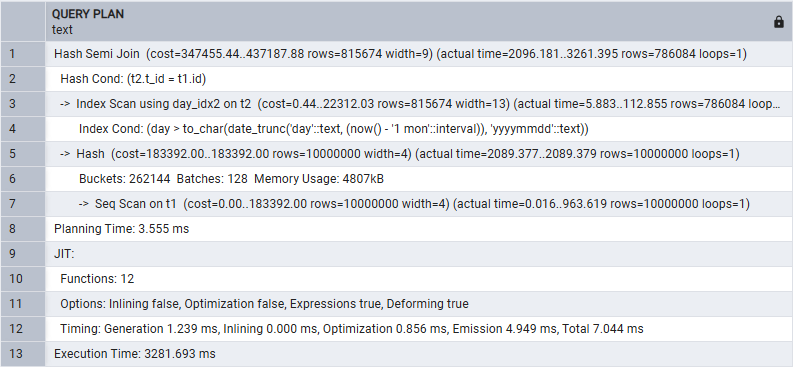 QUERY PLAN
text
1 Hash Semi Join (cost=347455.44..437187.88 rows=815674 width=9) (actual time=2096.181..3261.395 rows=786084 loops=1)
2 Hash Cond: (t2.t_id = t1.id)
3 -> Index Scan using day_idx2 on t2 (cost=0.44..22312.03 rows=815674 width=13) (actual time=5.883..112.855 rows=786084 loop...
4 Index Cond: (day > to_char(date_trunc('day'::text, (now() - '1 mon'::interval)), 'yyyymmdd'::text))
5 -> Hash (cost=183392.00..183392.00 rows=10000000 width=4) (actual time=2089.377..2089.379 rows=10000000 loops=1)
6 Buckets: 262144 Batches: 128 Memory Usage: 4807kB
7 -> Seq Scan on t1 (cost=0.00..183392.00 rows=10000000 width=4) (actual time=0.016..963.619 rows=10000000 loops=1)
8 Planning Time: 3.555 ms
9 JIT:
10 Functions: 12
11 Options: Inlining false, Optimization false, Expressions true, Deforming true
12 Timing: Generation 1.239 ms, Inlining 0.000 ms, Optimization 0.856 ms, Emission 4.949 ms, Total 7.044 ms
13 Execution Time: 3281.693 ms